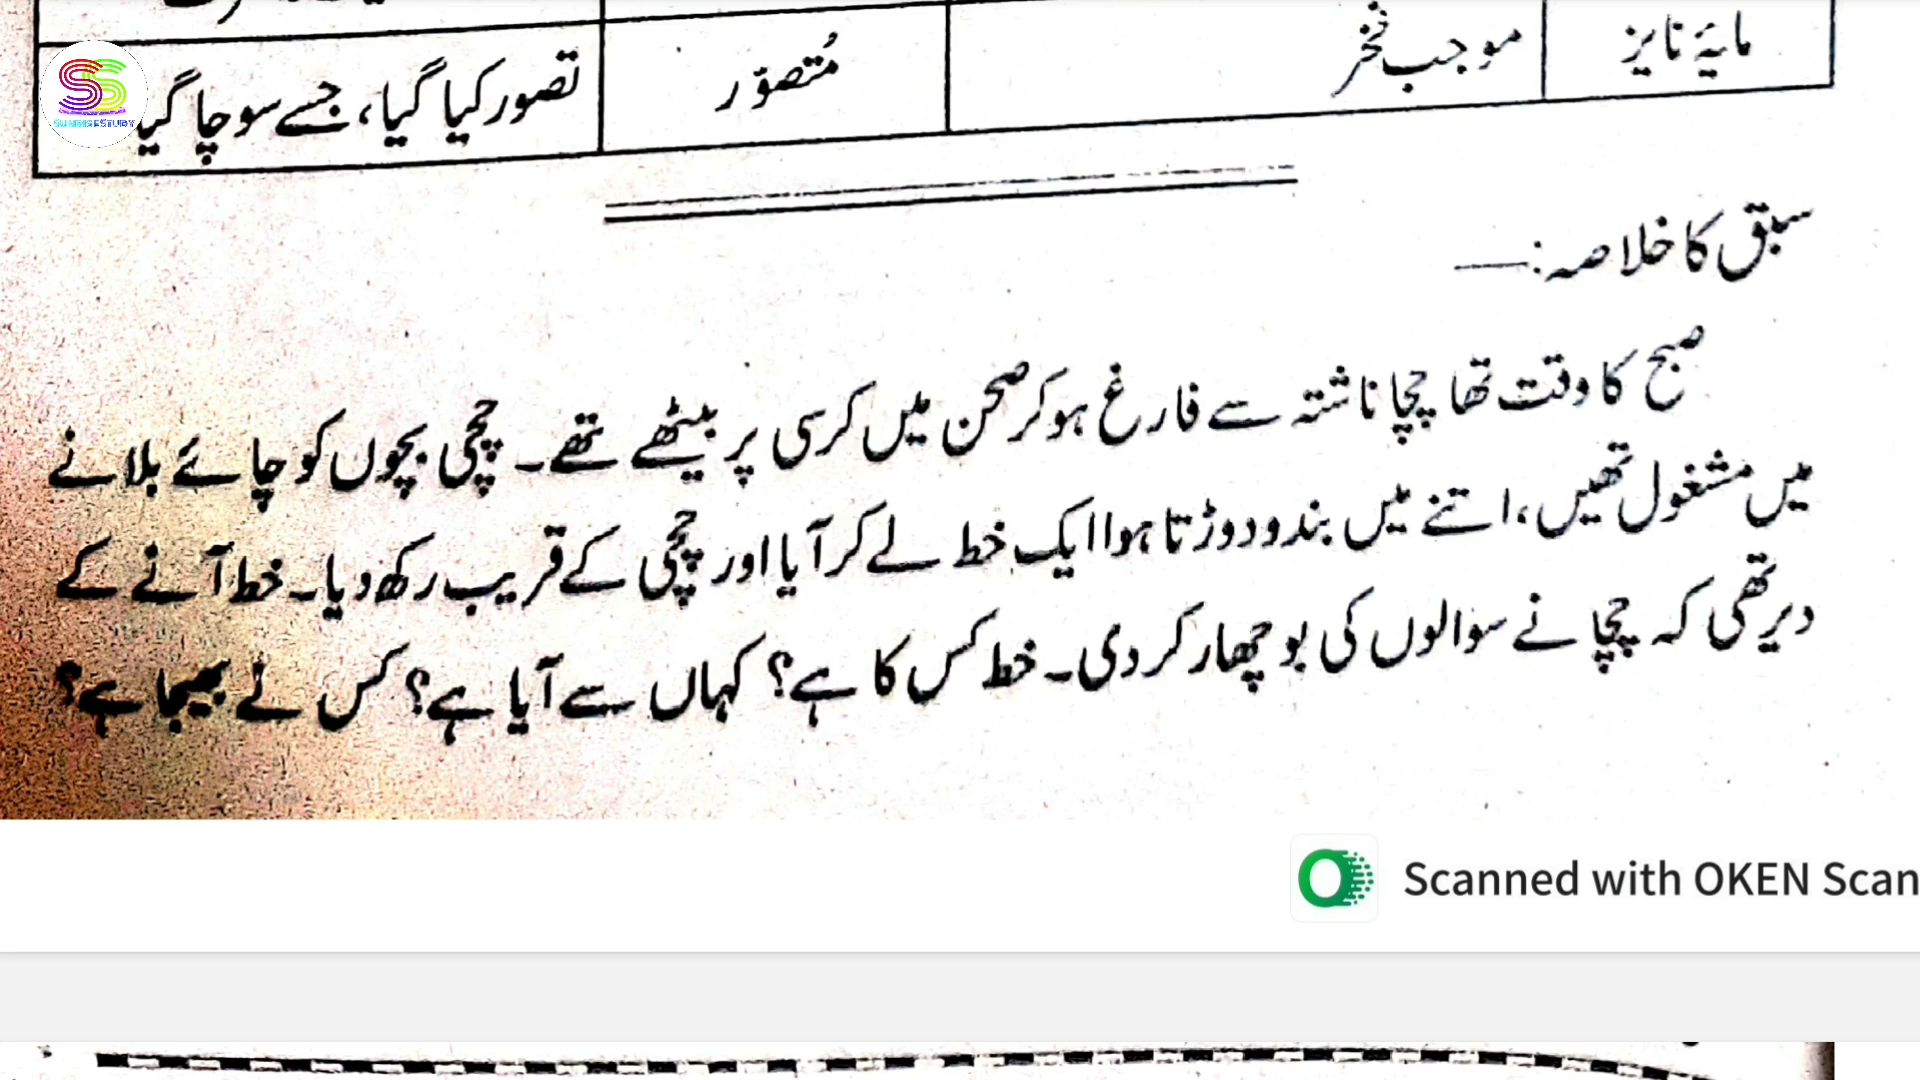 مایۂ ناز موجب فخر مُتصوّر تصور کیا گیا، جسے سوچا گیا
سبق کا خلاصہ:—
صبح کا وقت تھا چچا ناشتہ سے فارغ ہوکر صحن میں کرسی پر بیٹھے تھے۔ چچی بچوں کو چائے پلانے
میں مشغول تھیں، اتنے میں بندو دوڑتا ہوا ایک خط لے کر آیا اور چچی کے قریب رکھ دیا۔ خط آنے کے
دیر تھی کہ چچا نے سوالوں کی بوچھار کر دی۔ خط کس کا ہے؟ کہاں سے آیا ہے؟ کس نے بھیجا ہے؟
Scanned with OKEN Scan